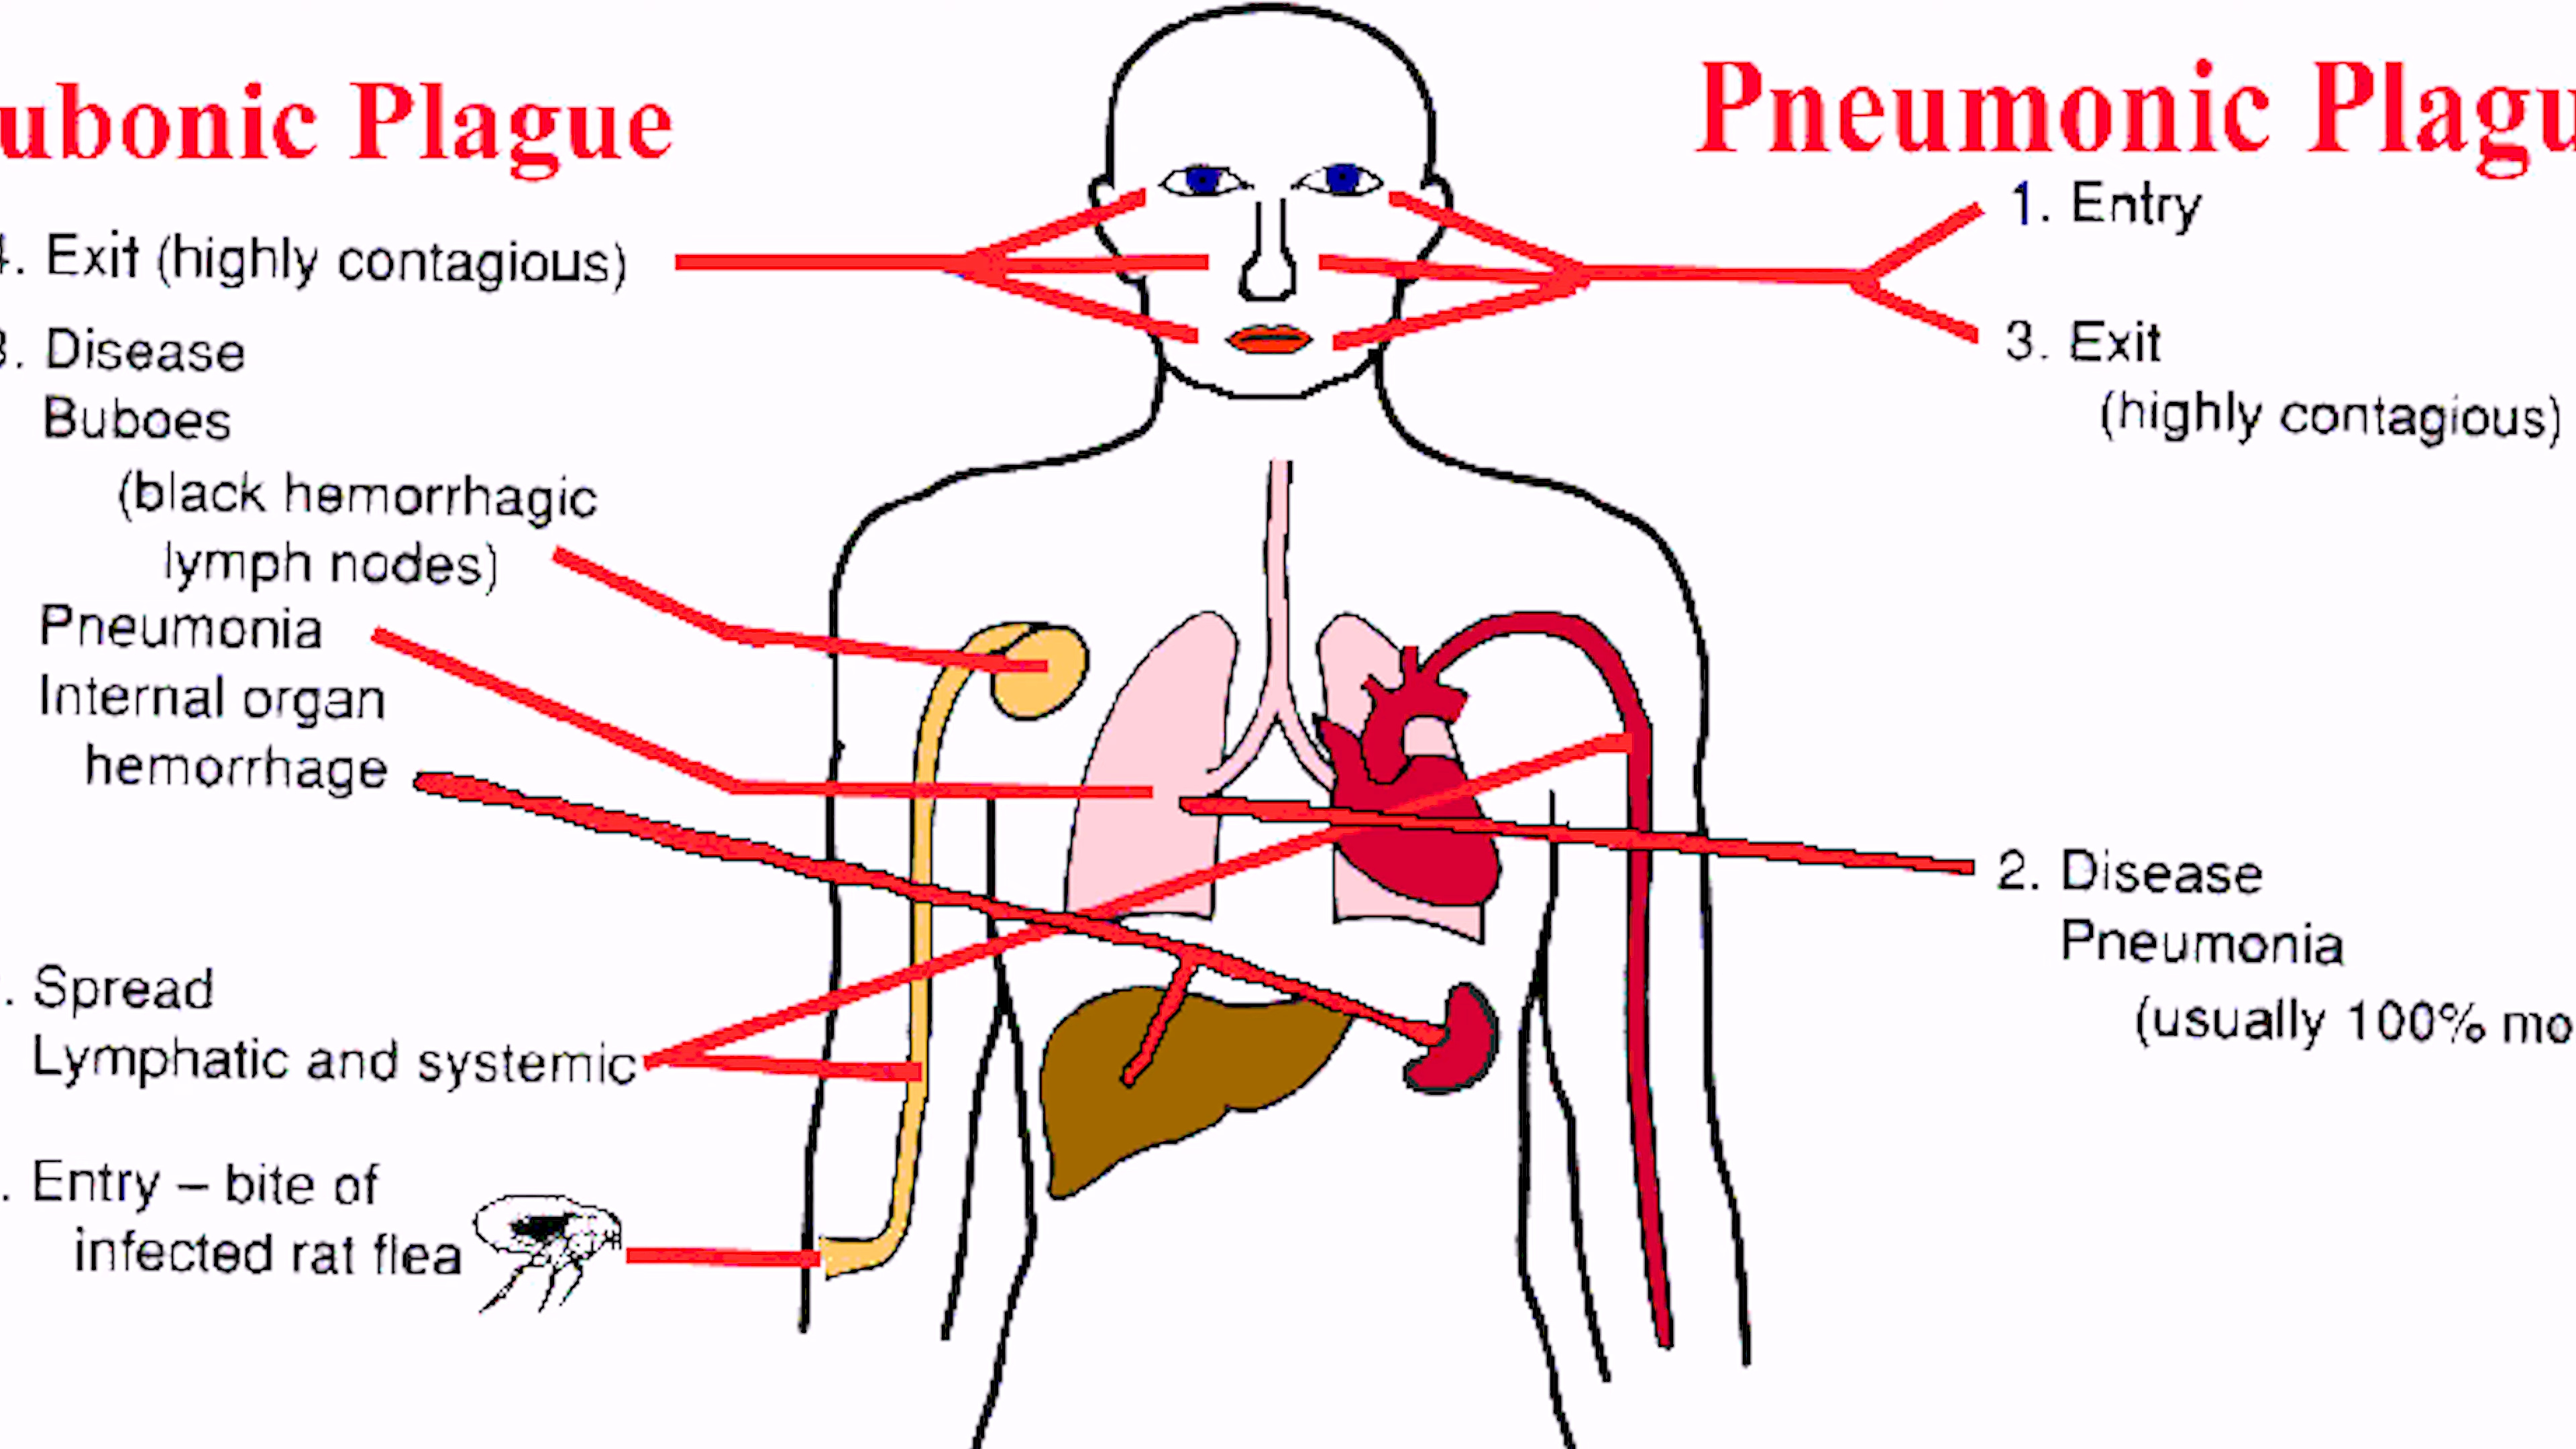 ubonic Plague
4. Exit (highly contagious)
3. Disease
Buboes
(black hemorrhagic
lymph nodes)
Pneumonia
Internal organ
hemorrhage
. Spread
Lymphatic and systemic
. Entry – bite of
infected rat flea
Pneumonic Plagu
1. Entry
3. Exit
(highly contagious)
2. Disease
Pneumonia
(usually 100% mo